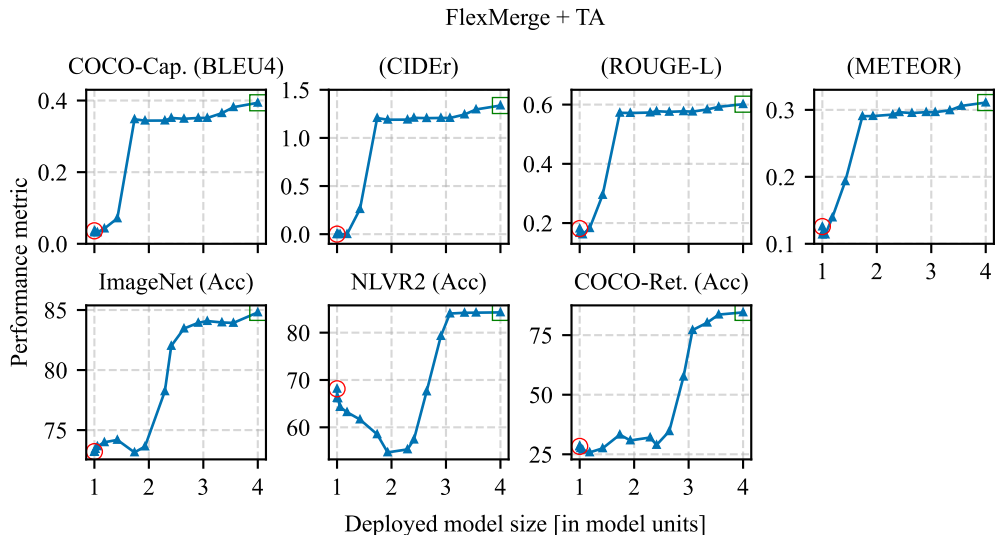 FlexMerge + TA
COCO-Cap. (BLEU4)
(CIDEr)
(ROUGE-L)
(METEOR)
0.4
0.2
0.0
1.5
1.0
0.5
0.0
0.6
0.4
0.2
0.3
0.2
0.1
1 2 3 4
Performance metric
ImageNet (Acc)
NLVR2 (Acc)
COCO-Ret. (Acc)
85
80
75
80
70
60
75
50
25
1 2 3 4
1 2 3 4
1 2 3 4
Deployed model size [in model units]